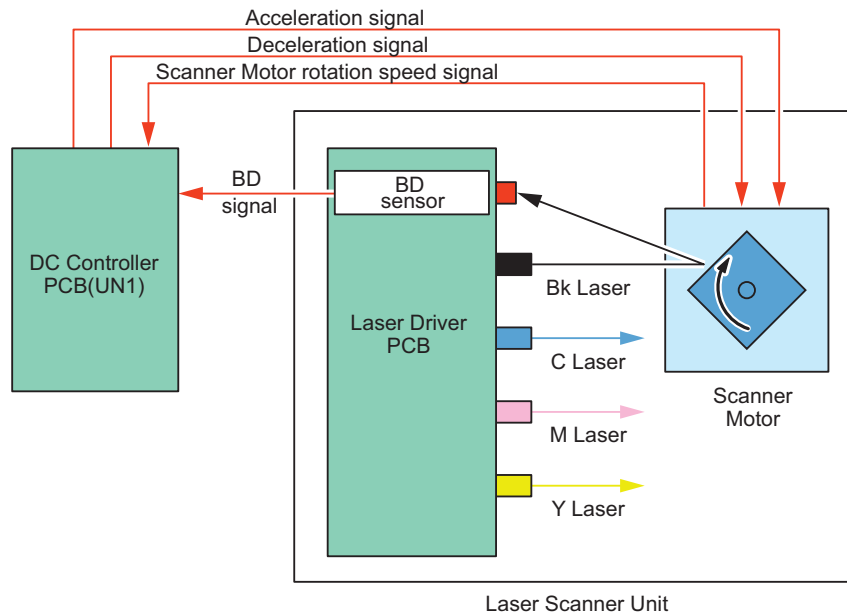 Acceleration signal
Deceleration signal
Scanner Motor rotation speed signal
BD
signal
BD
sensor
DC Controller
PCB(UN1)
Bk Laser
Laser Driver
PCB
C Laser
Scanner
Motor
M Laser
Y Laser
Laser Scanner Unit